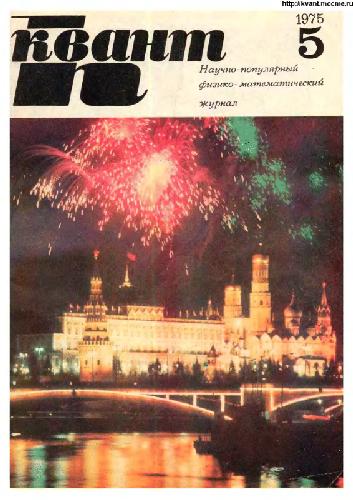 http://kvant.mccme.ru
квант
1975
5
Научно-популярный
физико-математический
журнал